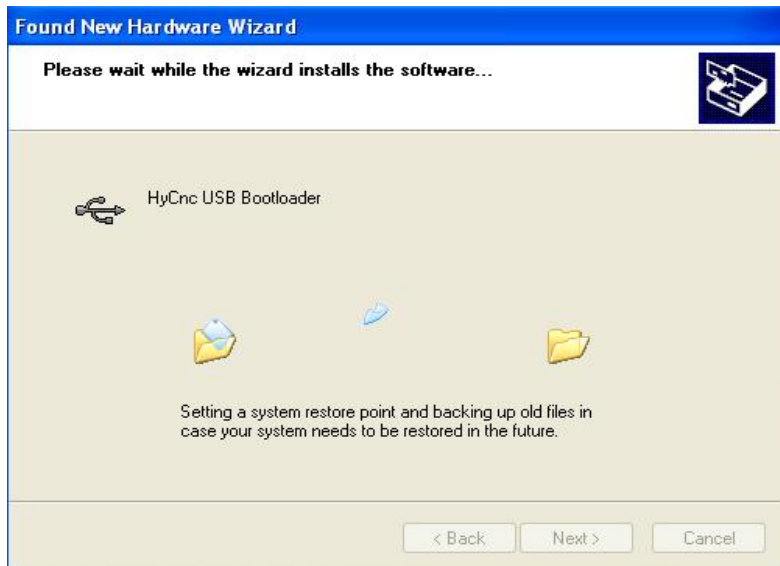 Found New Hardware Wizard
Please wait while the wizard installs the software...
HyCnc USB Bootloader
Setting a system restore point and backing up old files in
case your system needs to be restored in the future.
< Back
Next >
Cancel